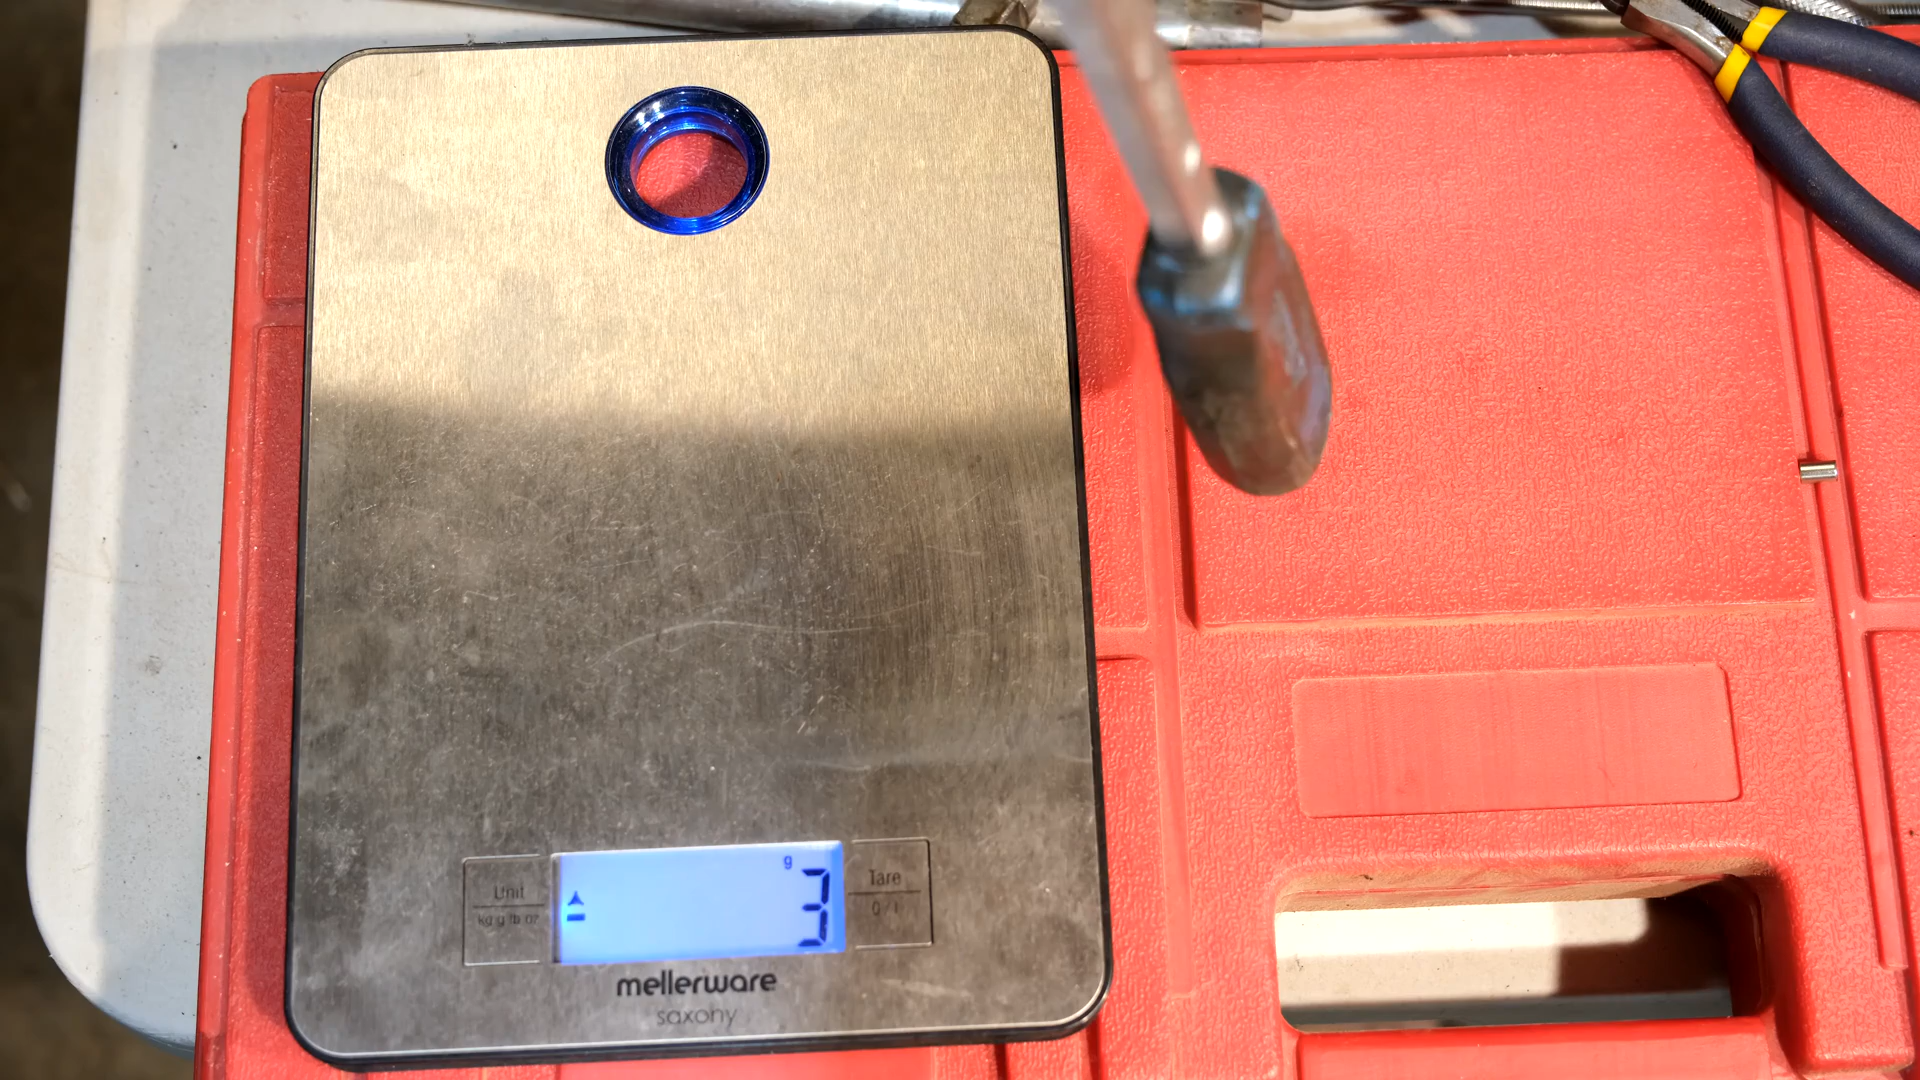 g
3
Unit
kg g lb oz
Tare
0 / I
mellerware
saxony